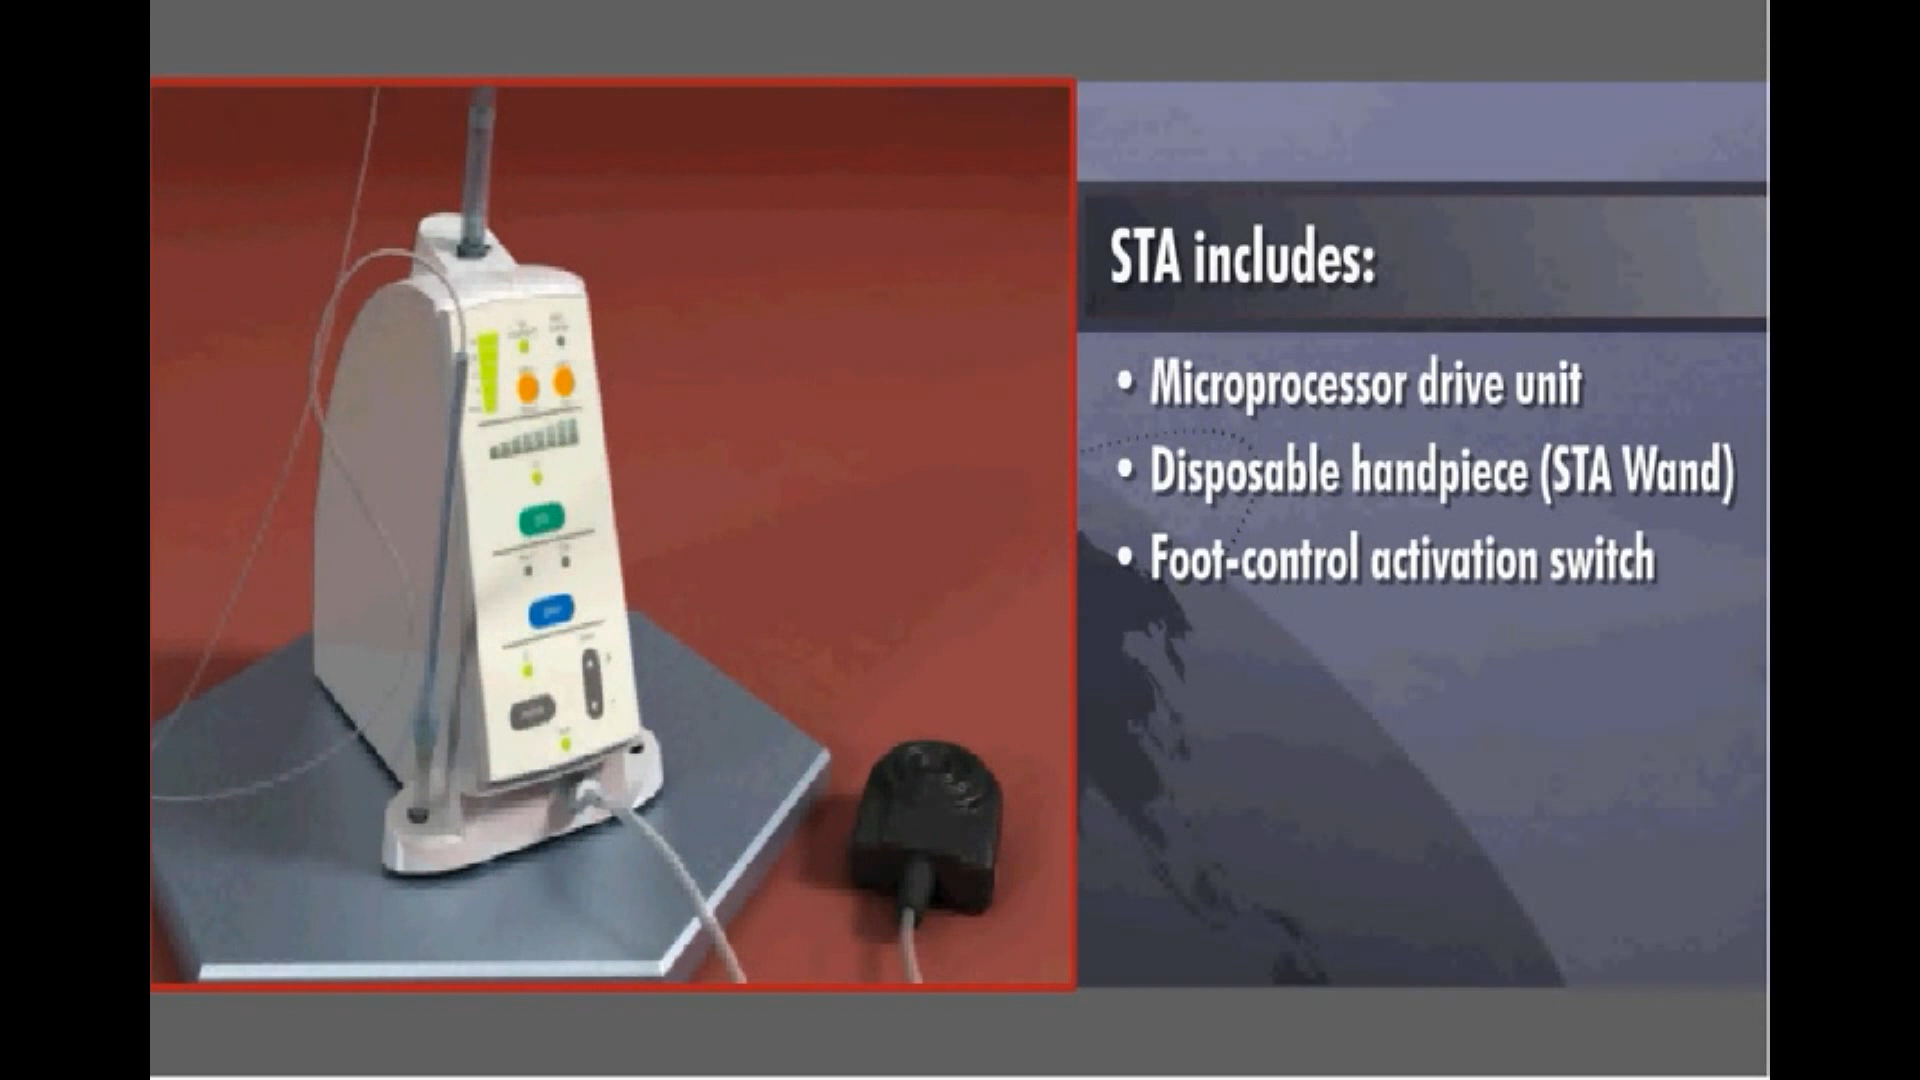 STA includes:
• Microprocessor drive unit
• Disposable handpiece (STA Wand)
• Foot-control activation switch